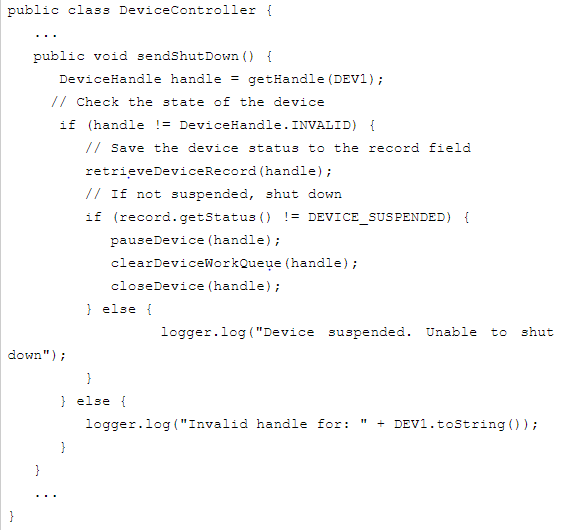 public class DeviceController {
...
public void sendShutDown() {
DeviceHandle handle = getHandle(DEV1);
// Check the state of the device
if (handle != DeviceHandle.INVALID) {
// Save the device status to the record field
retrieveDeviceRecord(handle);
// If not suspended, shut down
if (record.getStatus() != DEVICE_SUSPENDED) {
pauseDevice(handle);
clearDeviceWorkQueue(handle);
closeDevice(handle);
} else {
logger.log("Device suspended. Unable to shut
down");
}
} else {
logger.log("Invalid handle for: " + DEV1.toString());
}
}
...
}